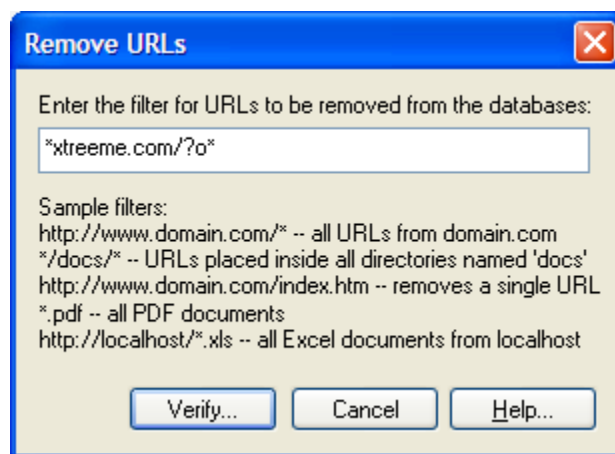 Remove URLs
Enter the filter for URLs to be removed from the databases:
*xtreeme.com/?o*
Sample filters:
http://www.domain.com/* -- all URLs from domain.com
*/docs/* -- URLs placed inside all directories named 'docs'
http://www.domain.com/index.htm -- removes a single URL
*.pdf -- all PDF documents
http://localhost/*.xls -- all Excel documents from localhost
Verify... Cancel Help...